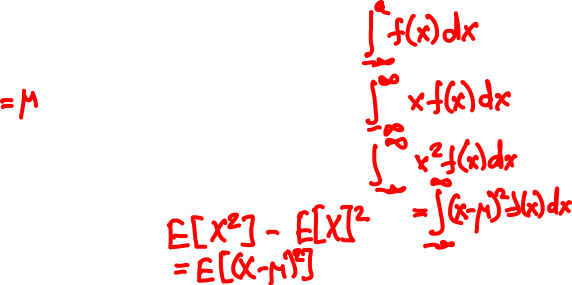 ∫_{-∞}^{a} f(x) dx
= μ
∫_{-∞}^{∞} x f(x) dx
∫_{-∞}^{∞} x² f(x) dx
E[X²] - E[X]² = ∫_{-∞}^{∞} (x-μ)² f(x) dx
= E[(X-μ)²]